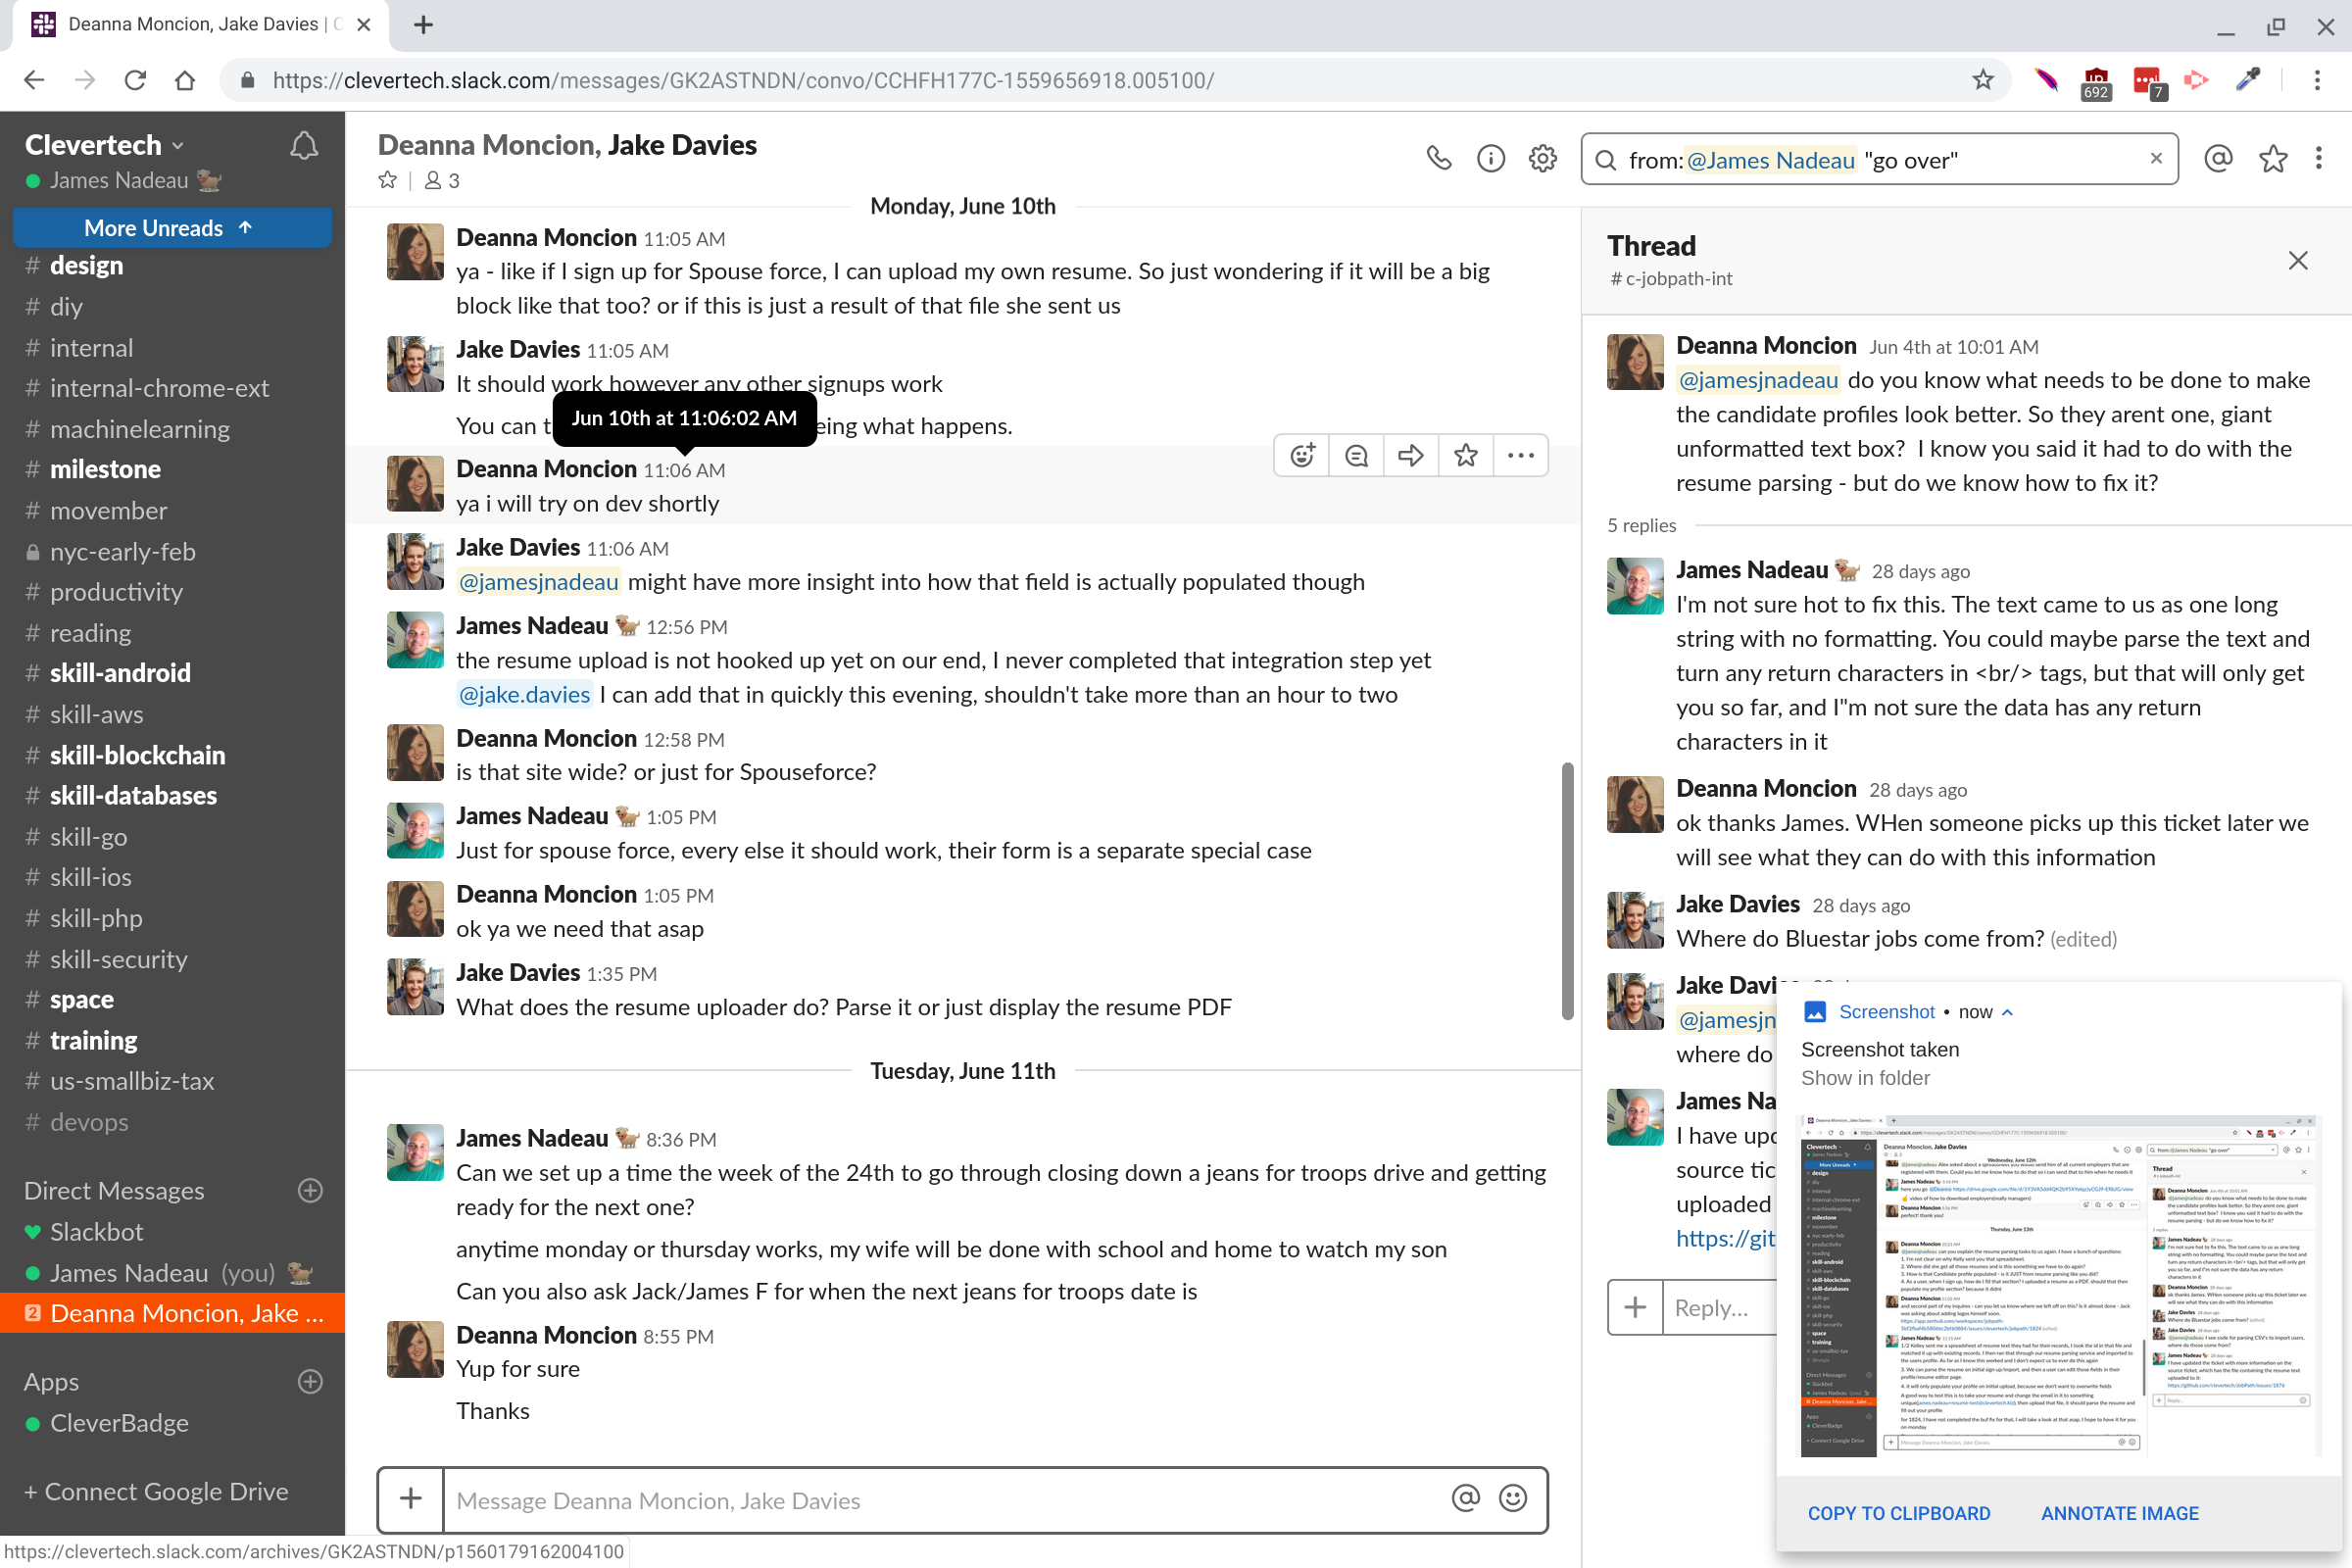 Deanna Moncion, Jake Davies | C
https://clevertech.slack.com/messages/GK2ASTNDN/convo/CCHFH177C-1559656918.005100/
692
7
Clevertech
James Nadeau
More Unreads
# design
# diy
# internal
# internal-chrome-ext
# machinelearning
# milestone
# movember
nyc-early-feb
# productivity
# reading
# skill-android
# skill-aws
# skill-blockchain
# skill-databases
# skill-go
# skill-ios
# skill-php
# skill-security
# space
# training
# us-smallbiz-tax
# devops
Direct Messages
Slackbot
James Nadeau (you)
2 Deanna Moncion, Jake ...
Apps
CleverBadge
+ Connect Google Drive
Deanna Moncion, Jake Davies
3
from:@James Nadeau "go over"
Monday, June 10th
Deanna Moncion 11:05 AM
ya - like if I sign up for Spouse force, I can upload my own resume. So just wondering if it will be a big
block like that too? or if this is just a result of that file she sent us
Jake Davies 11:05 AM
It should work however any other signups work
You can t
eing what happens.
Jun 10th at 11:06:02 AM
Deanna Moncion 11:06 AM
ya i will try on dev shortly
Jake Davies 11:06 AM
@jamesjnadeau might have more insight into how that field is actually populated though
James Nadeau 12:56 PM
the resume upload is not hooked up yet on our end, I never completed that integration step yet
@jake.davies I can add that in quickly this evening, shouldn't take more than an hour to two
Deanna Moncion 12:58 PM
is that site wide? or just for Spouseforce?
James Nadeau 1:05 PM
Just for spouse force, every else it should work, their form is a separate special case
Deanna Moncion 1:05 PM
ok ya we need that asap
Jake Davies 1:35 PM
What does the resume uploader do? Parse it or just display the resume PDF
Tuesday, June 11th
James Nadeau 8:36 PM
Can we set up a time the week of the 24th to go through closing down a jeans for troops drive and getting
ready for the next one?
anytime monday or thursday works, my wife will be done with school and home to watch my son
Can you also ask Jack/James F for when the next jeans for troops date is
Deanna Moncion 8:55 PM
Yup for sure
Thanks
Message Deanna Moncion, Jake Davies
https://clevertech.slack.com/archives/GK2ASTNDN/p1560179162004100
Thread
# c-jobpath-int
Deanna Moncion Jun 4th at 10:01 AM
@jamesjnadeau do you know what needs to be done to make
the candidate profiles look better. So they arent one, giant
unformatted text box? I know you said it had to do with the
resume parsing - but do we know how to fix it?
5 replies
James Nadeau 28 days ago
I'm not sure hot to fix this. The text came to us as one long
string with no formatting. You could maybe parse the text and
turn any return characters in <br/> tags, but that will only get
you so far, and I"m not sure the data has any return
characters in it
Deanna Moncion 28 days ago
ok thanks James. WHen someone picks up this ticket later we
will see what they can do with this information
Jake Davies 28 days ago
Where do Bluestar jobs come from? (edited)
Jake Davi
@jamesjn
where do
James Na
I have upd
source tic
uploaded
https://git
Reply...
Screenshot • now
Screenshot taken
Show in folder
COPY TO CLIPBOARD
ANNOTATE IMAGE